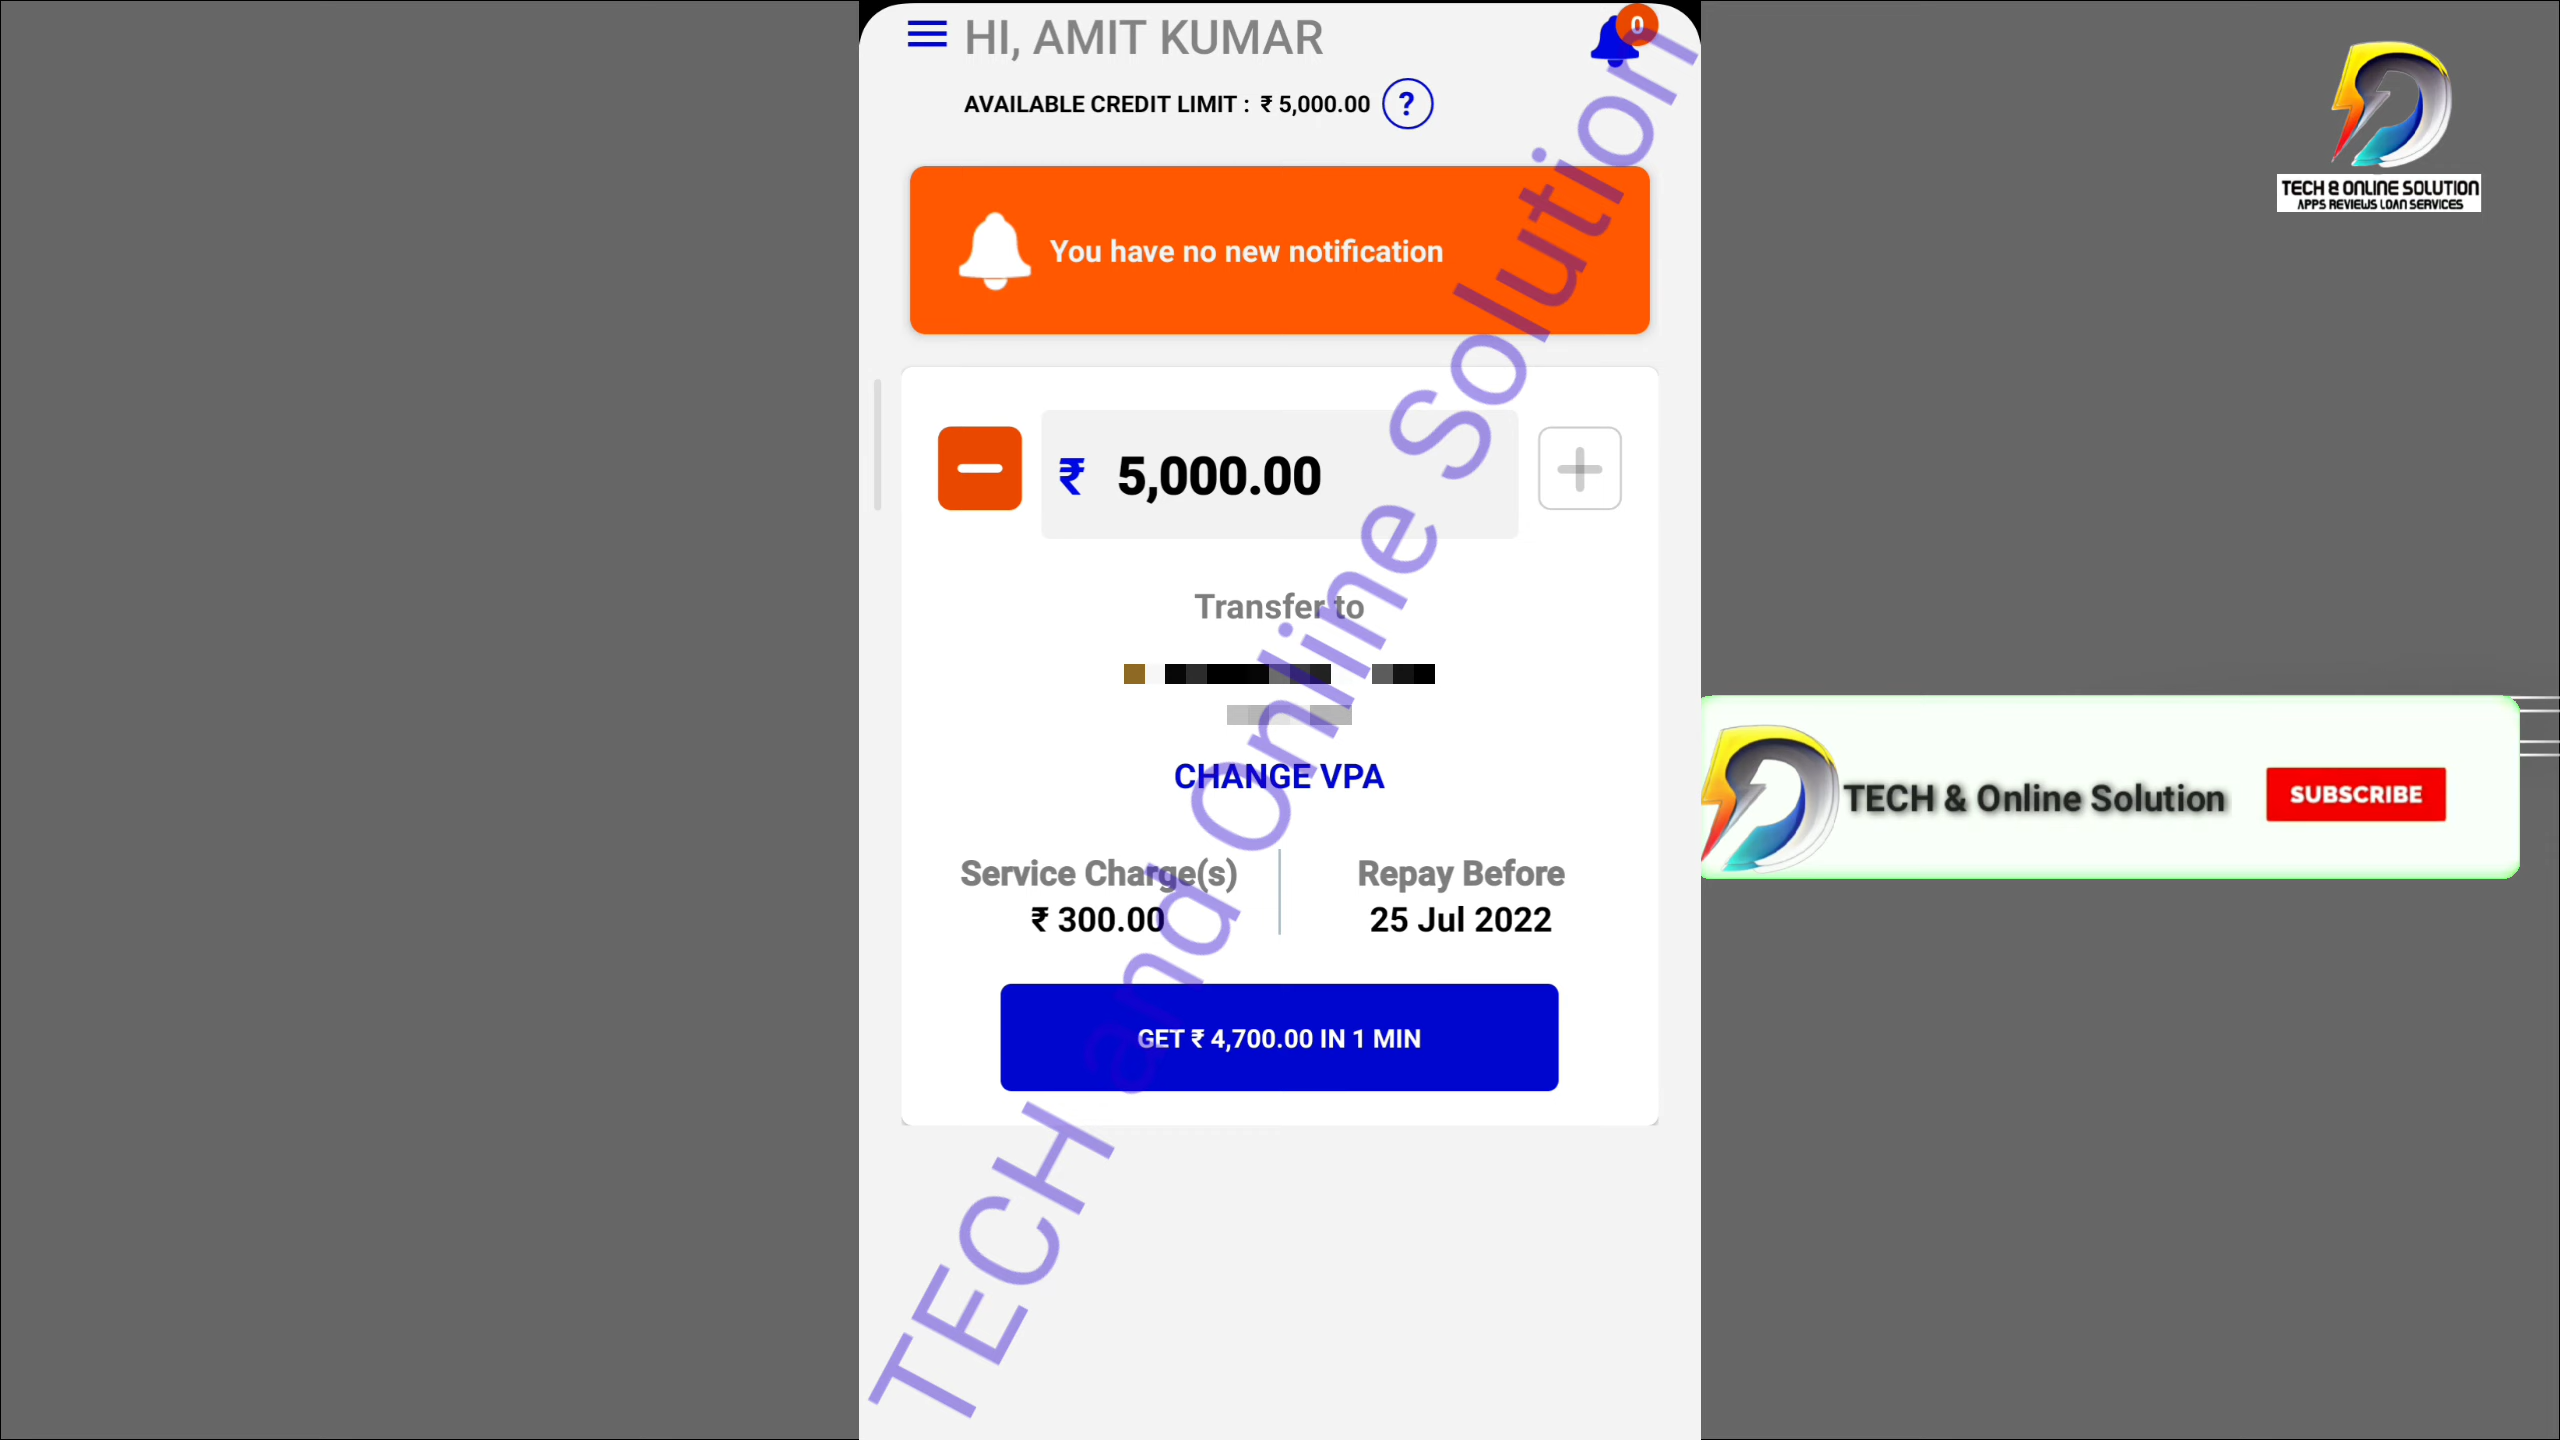 HI, AMIT KUMAR
0
AVAILABLE CREDIT LIMIT : ₹ 5,000.00 ?
You have no new notification
₹ 5,000.00
Transfer to
CHANGE VPA
Service Charge(s)
₹ 300.00
Repay Before
25 Jul 2022
GET ₹ 4,700.00 IN 1 MIN
TECH and Online Solution
TECH & ONLINE SOLUTION
APPS REVIEWS LOAN SERVICES
TECH & Online Solution
SUBSCRIBE